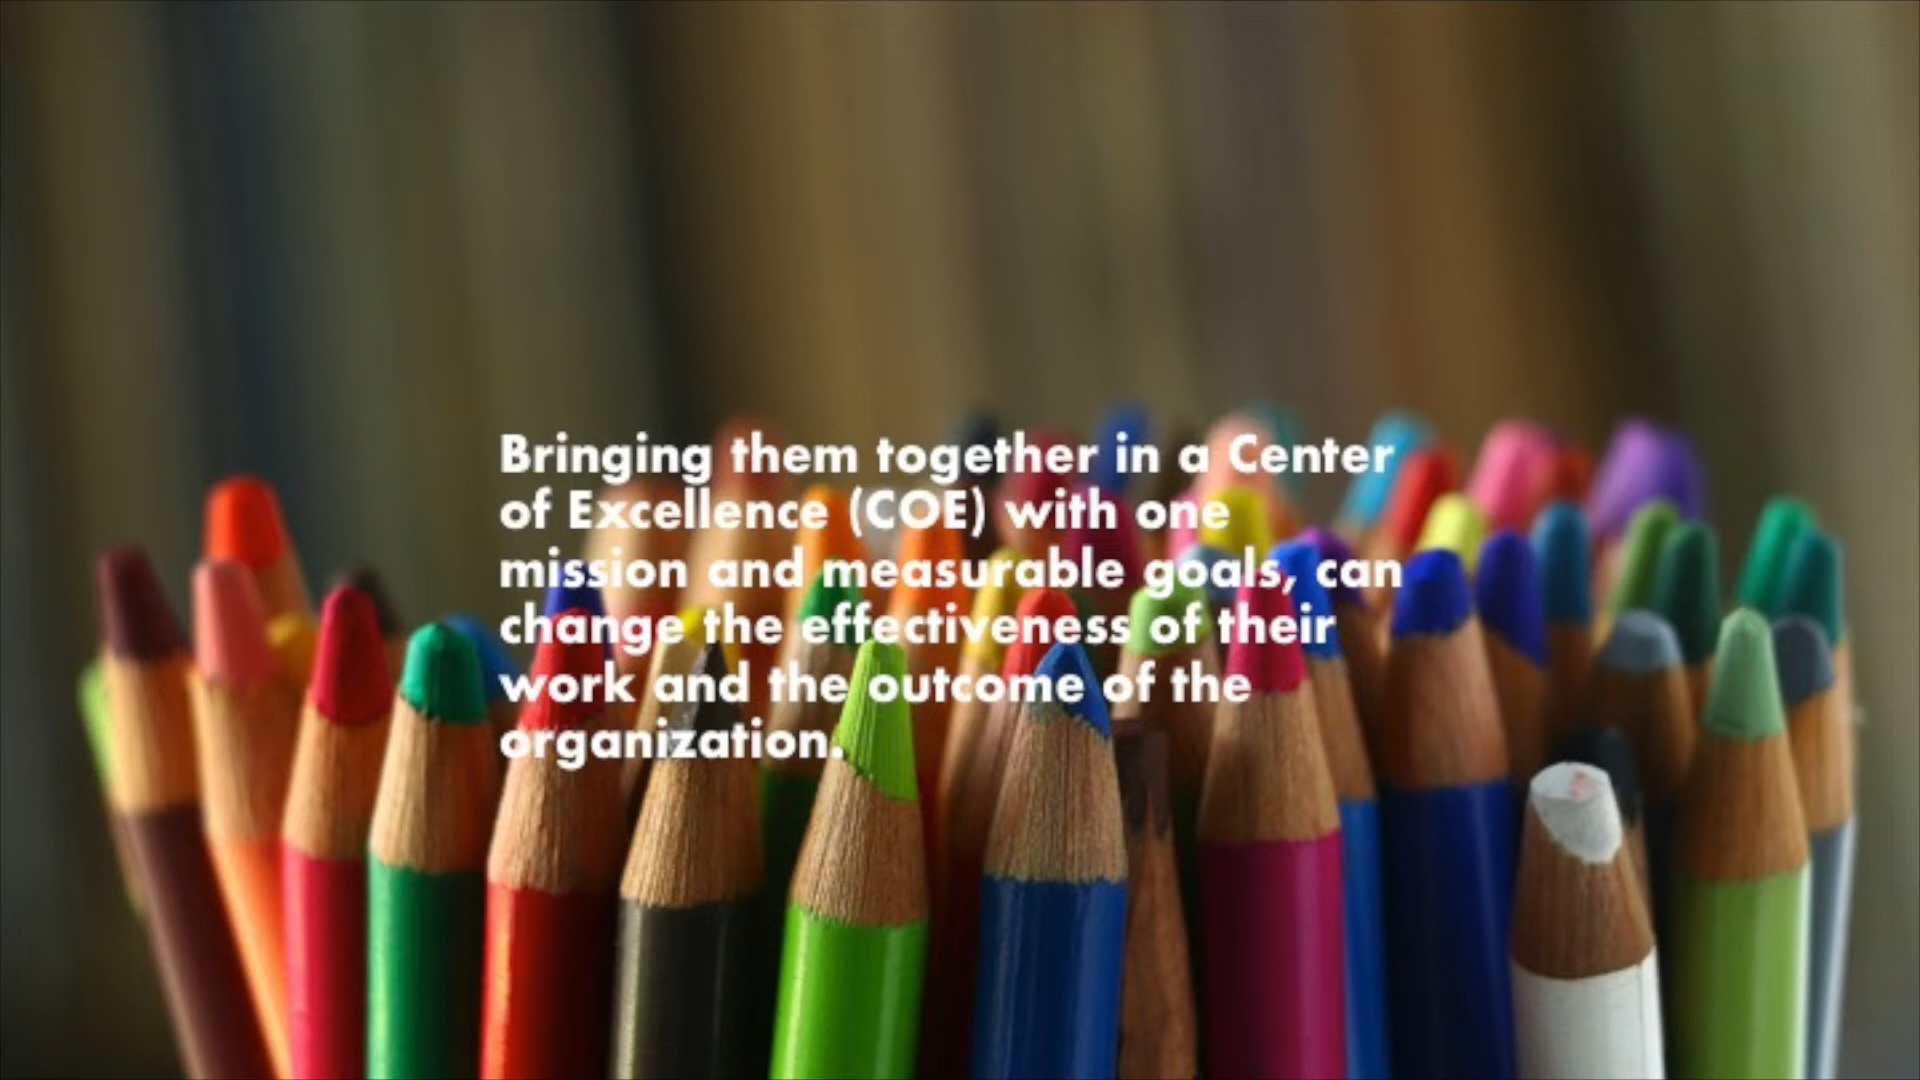 Bringing them together in a Center
of Excellence (COE) with one
mission and measurable goals, can
change the effectiveness of their
work and the outcome of the
organization.